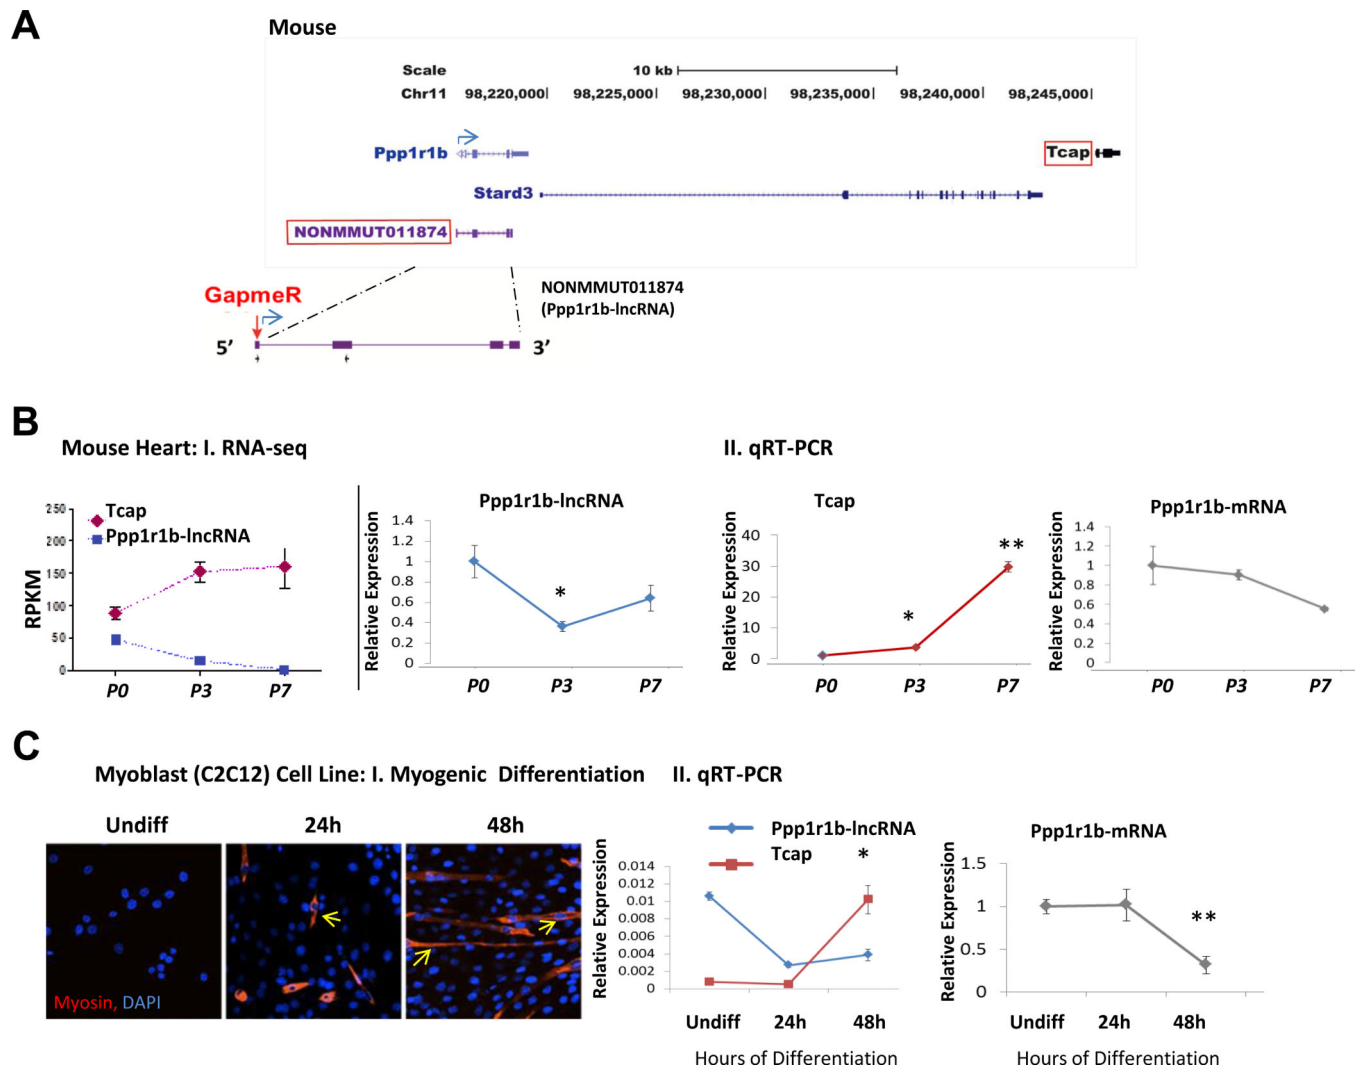 A
Mouse
Scale 10 kb
Chr11 98,220,000 98,225,000 98,230,000 98,235,000 98,240,000 98,245,000
Ppp1r1b
Tcap
Stard3
NONMMUT011874
GapmeR
NONMMUT011874
(Ppp1r1b-lncRNA)
5’ 3’
B
Mouse Heart: I. RNA-seq
II. qRT-PCR
Tcap
Ppp1r1b-lncRNA
RPKM
250
200
150
100
50
0
P0 P3 P7
Ppp1r1b-lncRNA
Relative Expression
1.4
1.2
1
0.8
0.6
0.4
0.2
0
*
P0 P3 P7
Tcap
Relative Expression
40
30
20
10
0
*
**
P0 P3 P7
Ppp1r1b-mRNA
Relative Expression
1.4
1.2
1
0.8
0.6
0.4
0.2
0
P0 P3 P7
C
Myoblast (C2C12) Cell Line: I. Myogenic Differentiation
II. qRT-PCR
Undiff 24h 48h
Myosin, DAPI
Ppp1r1b-lncRNA
Tcap
*
Relative Expression
0.014
0.012
0.01
0.008
0.006
0.004
0.002
0
Undiff 24h 48h
Hours of Differentiation
Ppp1r1b-mRNA
Relative Expression
1.5
1
0.5
0
**
Undiff 24h 48h
Hours of Differentiation